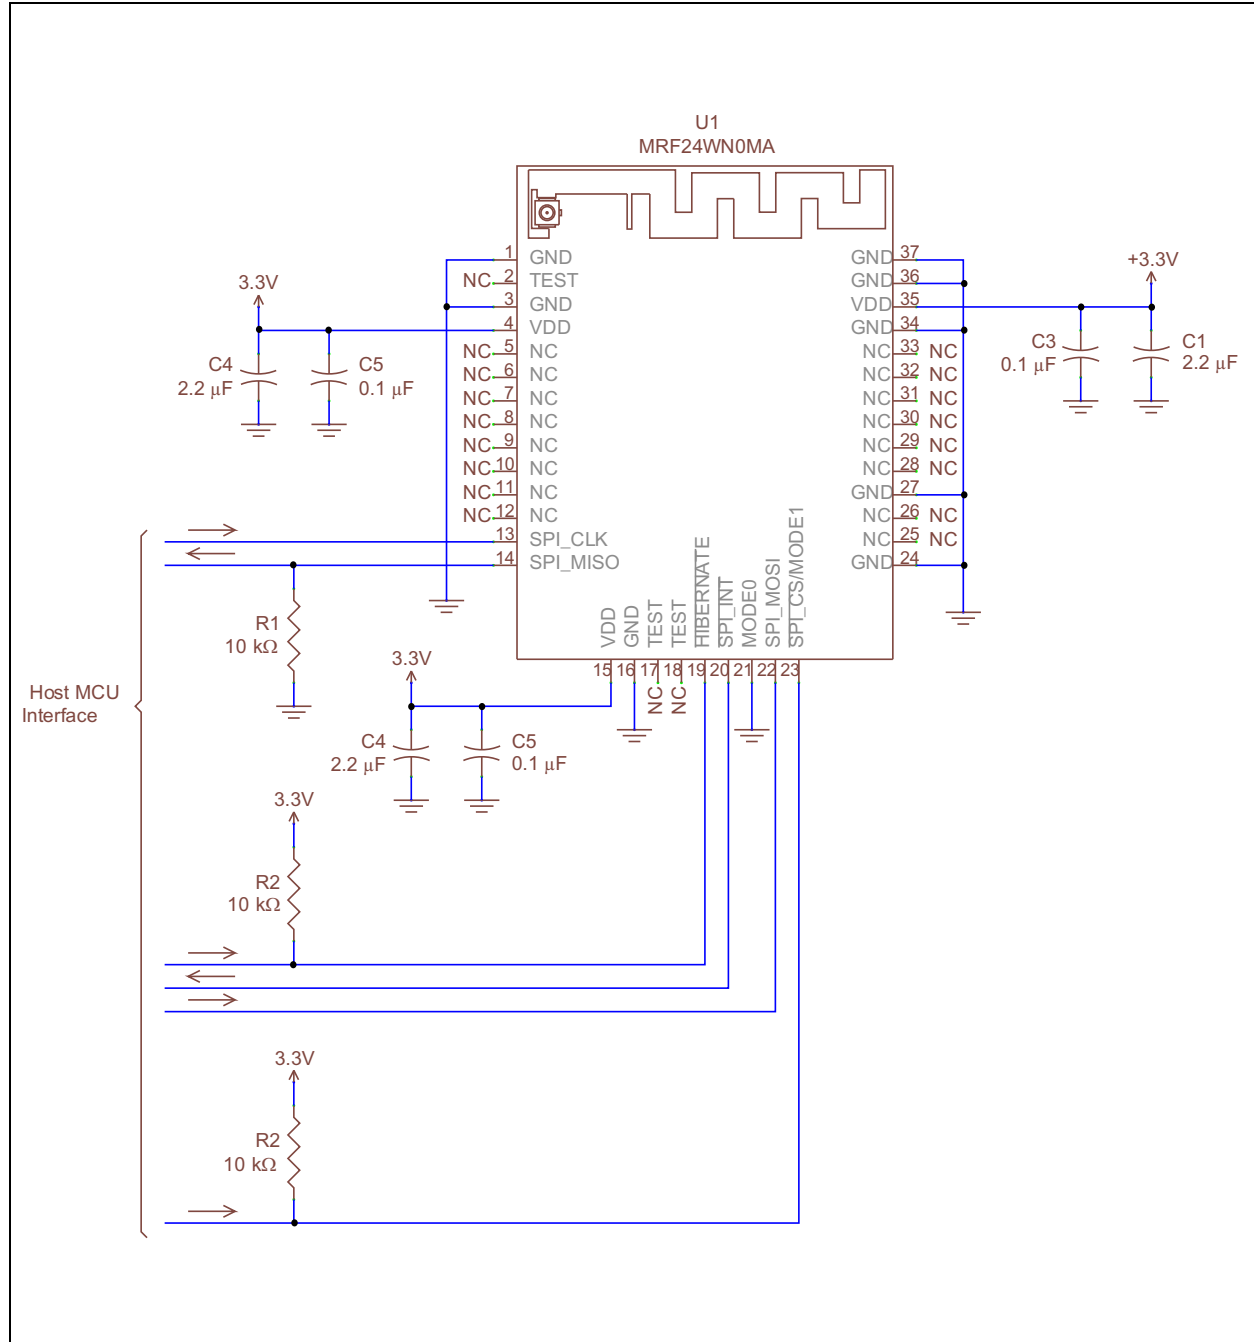 U1
MRF24WN0MA
1 GND
NC 2 TEST
3 GND
4 VDD
NC 5 NC
NC 6 NC
NC 7 NC
NC 8 NC
NC 9 NC
NC 10 NC
NC 11 NC
NC 12 NC
13 SPI_CLK
14 SPI_MISO
GND 37
GND 36
VDD 35
GND 34
NC 33 NC
NC 32 NC
NC 31 NC
NC 30 NC
NC 29 NC
NC 28 NC
GND 27
NC 26 NC
NC 25 NC
GND 24
3.3V
C4
2.2 µF
C5
0.1 µF
+3.3V
C3
0.1 µF
C1
2.2 µF
VDD
GND
TEST
TEST
HIBERNATE
SPI_INT
MODE0
SPI_MOSI
SPI_CS/MODE1
15 16 17 18 19 20 21 22 23
NC
NC
R1
10 kΩ
Host MCU
Interface
3.3V
C4
2.2 µF
C5
0.1 µF
3.3V
R2
10 kΩ
3.3V
R2
10 kΩ